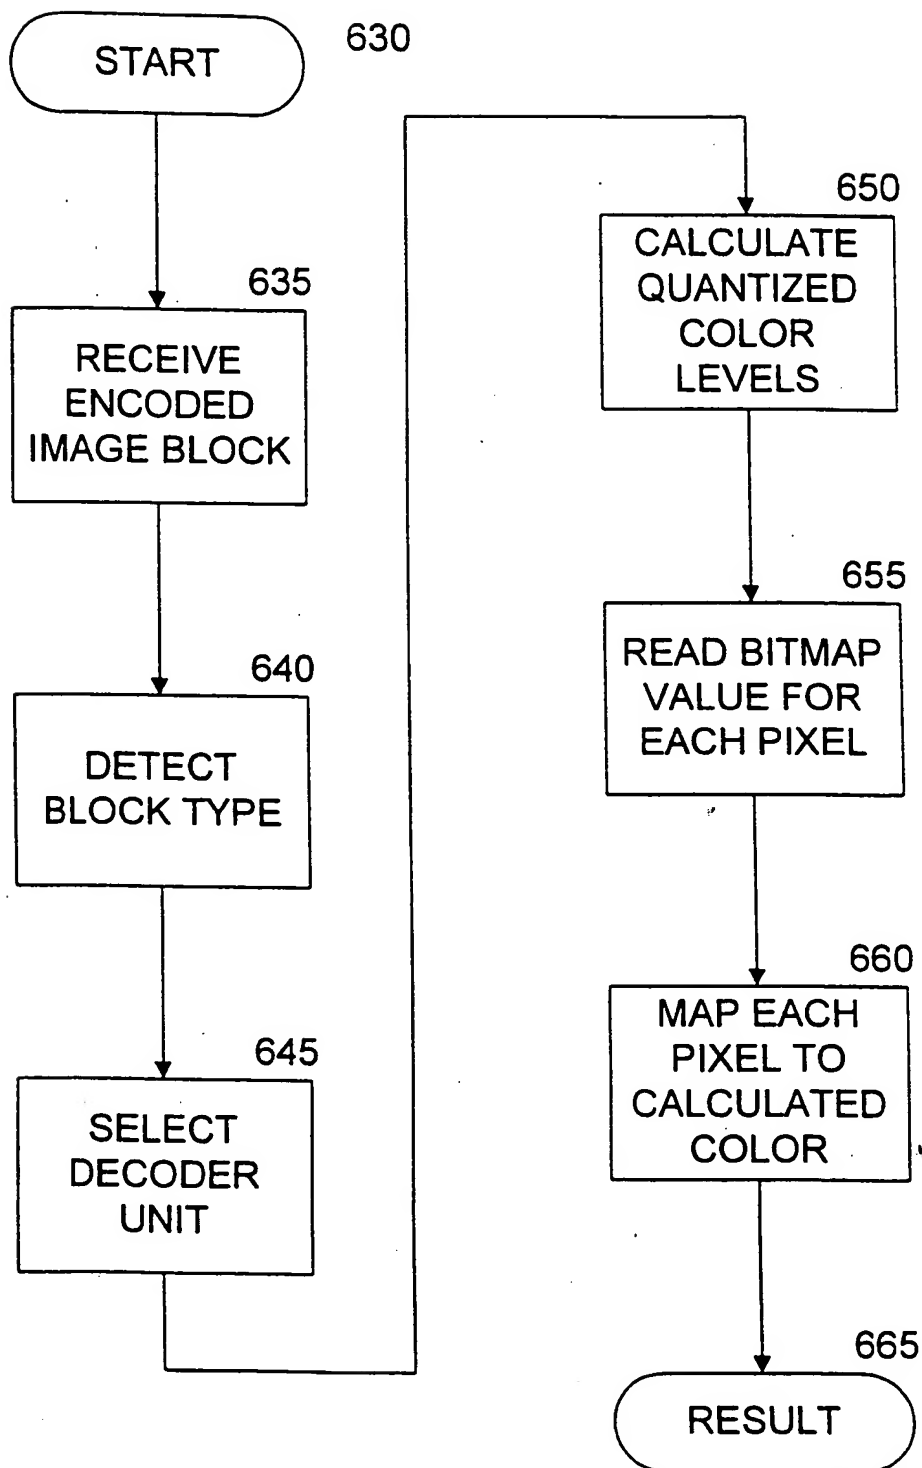 START
630
635
RECEIVE
ENCODED
IMAGE BLOCK
640
DETECT
BLOCK TYPE
645
SELECT
DECODER
UNIT
650
CALCULATE
QUANTIZED
COLOR
LEVELS
655
READ BITMAP
VALUE FOR
EACH PIXEL
660
MAP EACH
PIXEL TO
CALCULATED
COLOR
665
RESULT